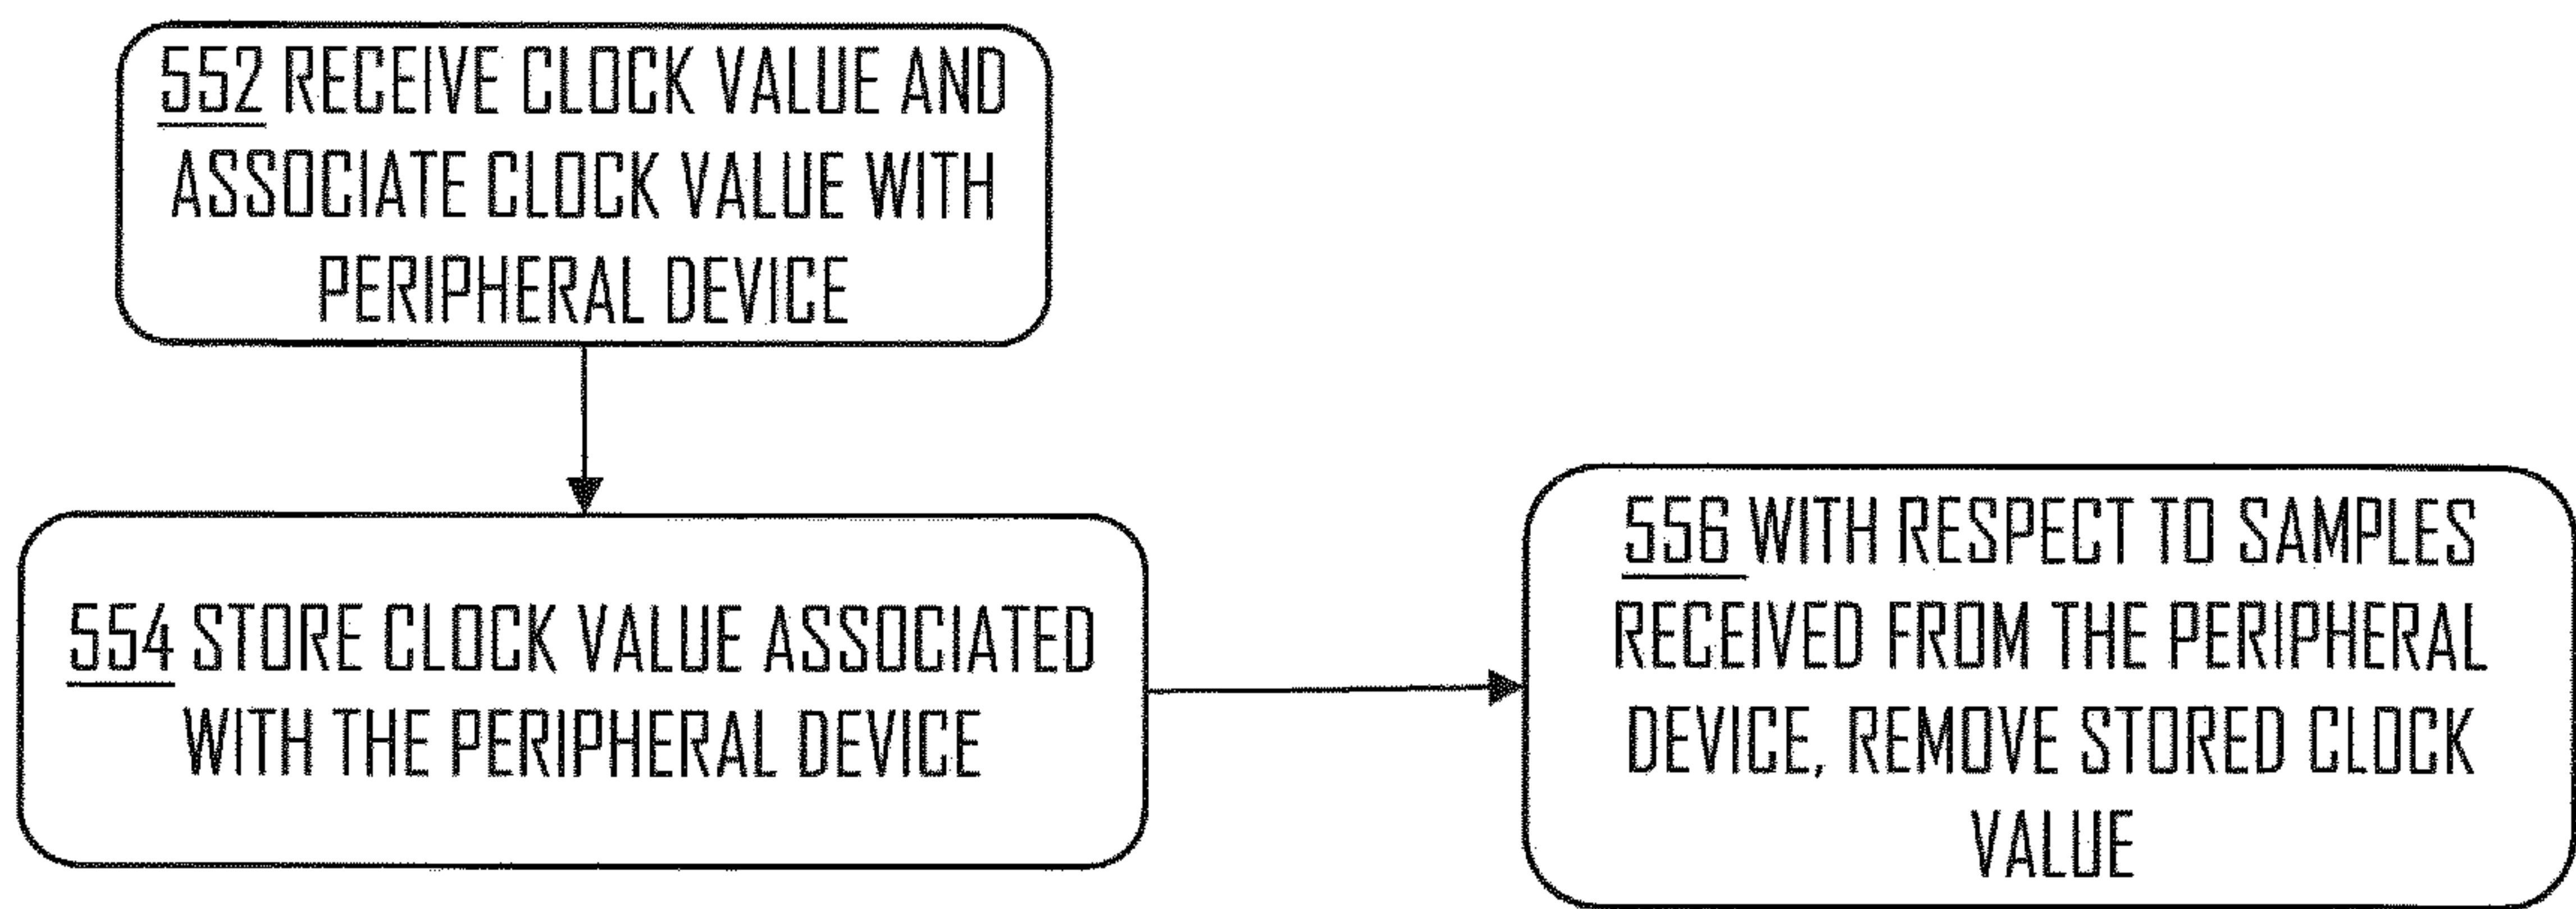 552 RECEIVE CLOCK VALUE AND
ASSOCIATE CLOCK VALUE WITH
PERIPHERAL DEVICE
554 STORE CLOCK VALUE ASSOCIATED
WITH THE PERIPHERAL DEVICE
556 WITH RESPECT TO SAMPLES
RECEIVED FROM THE PERIPHERAL
DEVICE, REMOVE STORED CLOCK
VALUE